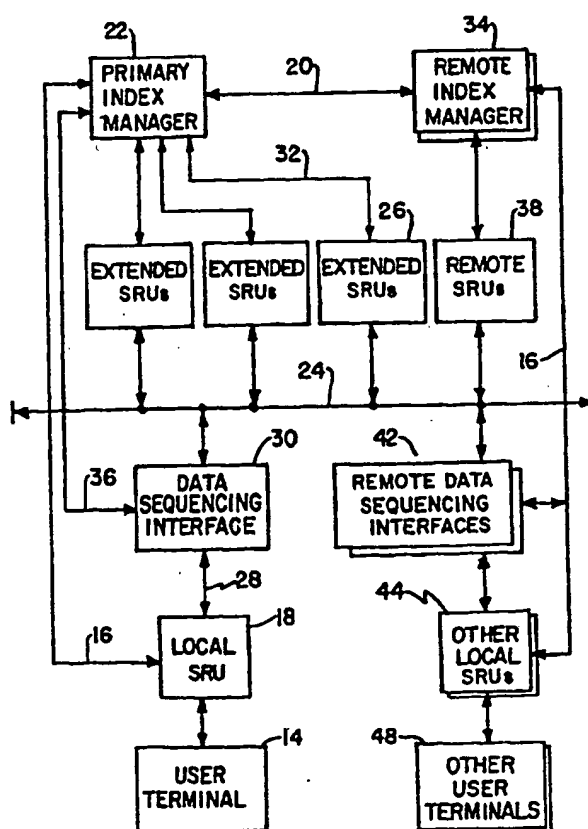 22
34
PRIMARY
INDEX
MANAGER
20
REMOTE
INDEX
MANAGER
32
26
38
EXTENDED
SRUs
EXTENDED
SRUs
EXTENDED
SRUs
REMOTE
SRUs
16
24
30
42
36
DATA
SEQUENCING
INTERFACE
REMOTE DATA
SEQUENCING
INTERFACES
28
18
44
16
LOCAL
SRU
OTHER
LOCAL
SRUs
14
48
USER
TERMINAL
OTHER
USER
TERMINALS